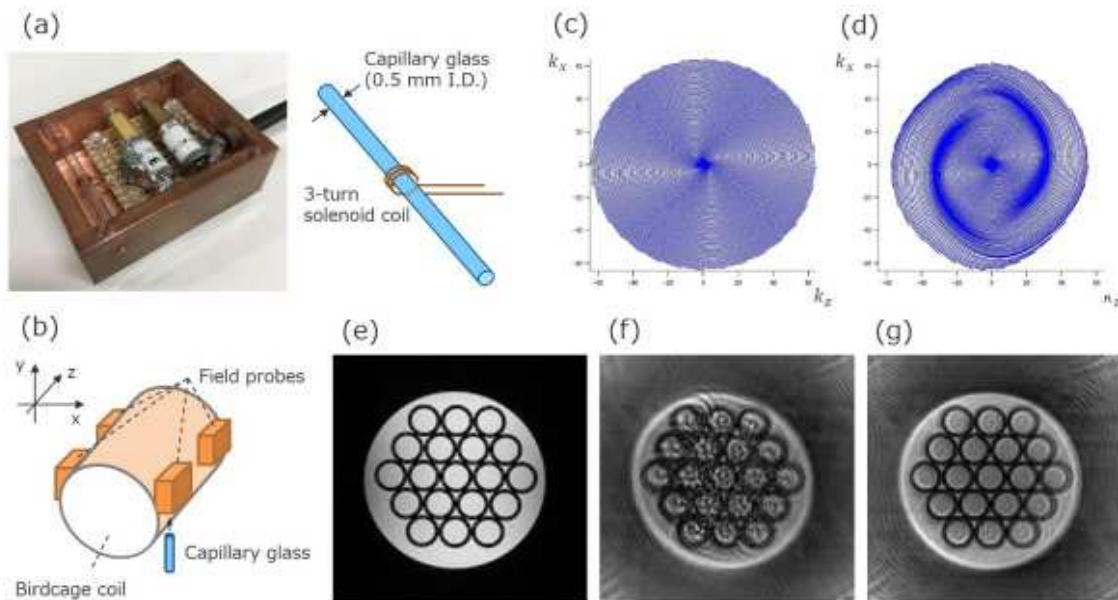 (a)
Capillary glass
(0.5 mm I.D.)
3-turn
solenoid coil
(c)
kx
kz
(d)
kx
(b)
y
z
x
Field probes
Capillary glass
Birdcage coil
(e)
(f)
(g)